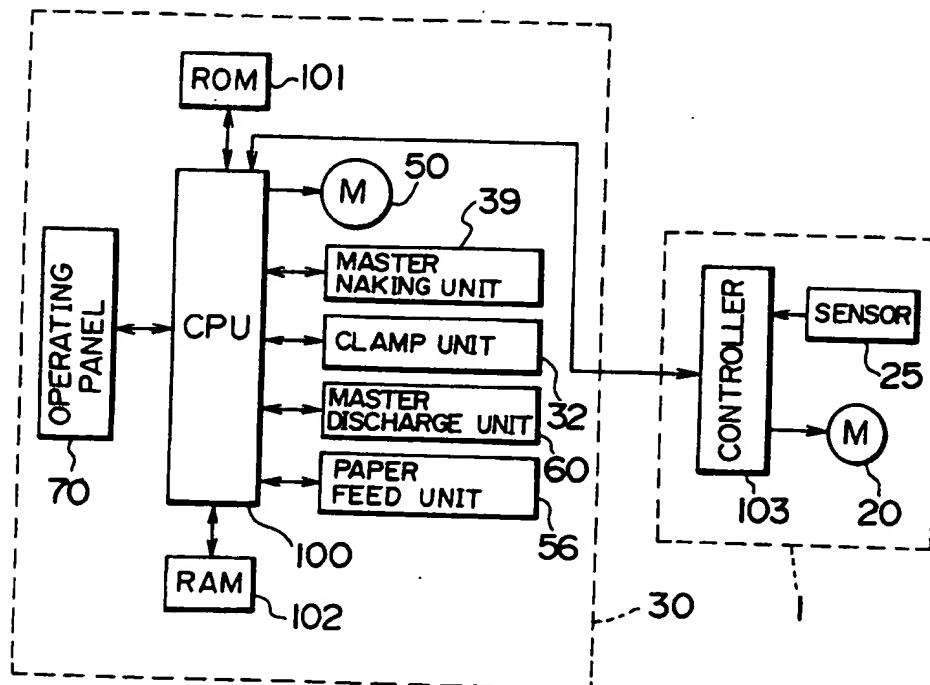 ROM
101
M
50
39
MASTER
NAKING UNIT
OPERATING
PANEL
CPU
CLAMP UNIT
32
MASTER
DISCHARGE UNIT
60
PAPER
FEED UNIT
56
70
100
RAM
102
30
CONTROLLER
SENSOR
25
M
103
20
1